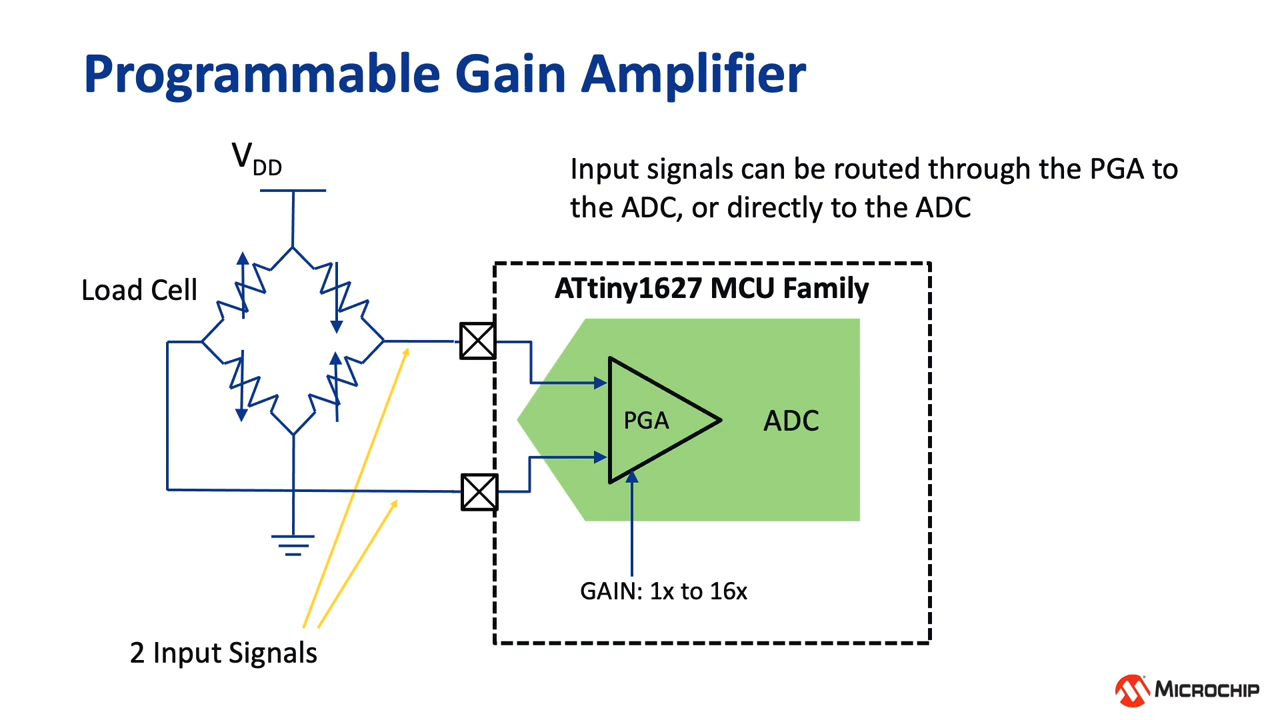 Programmable Gain Amplifier
VDD
Input signals can be routed through the PGA to
the ADC, or directly to the ADC
Load Cell
ATtiny1627 MCU Family
PGA
ADC
GAIN: 1x to 16x
2 Input Signals
MICROCHIP